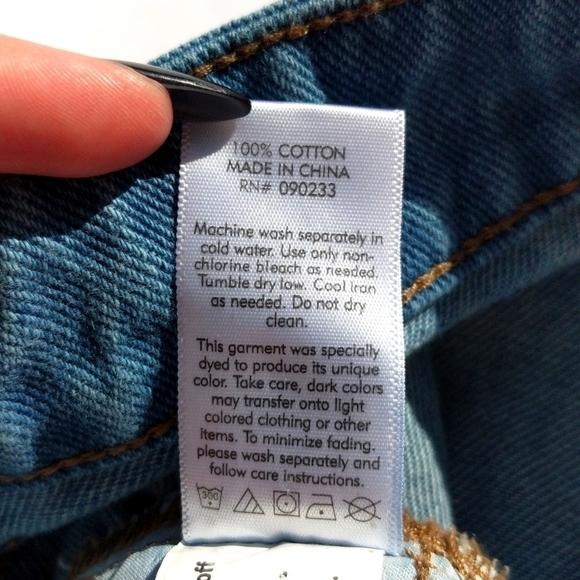 100% COTTON
MADE IN CHINA
RN# 090233
Machine wash separately in
cold water. Use only non-
chlorine bleach as needed.
Tumble dry low. Cool iron
as needed. Do not dry
clean.
This garment was specially
dyed to produce its unique
color. Take care, dark colors
may transfer onto light
colored clothing or other
items. To minimize fading.
please wash separately and
follow care instructions.
300
off